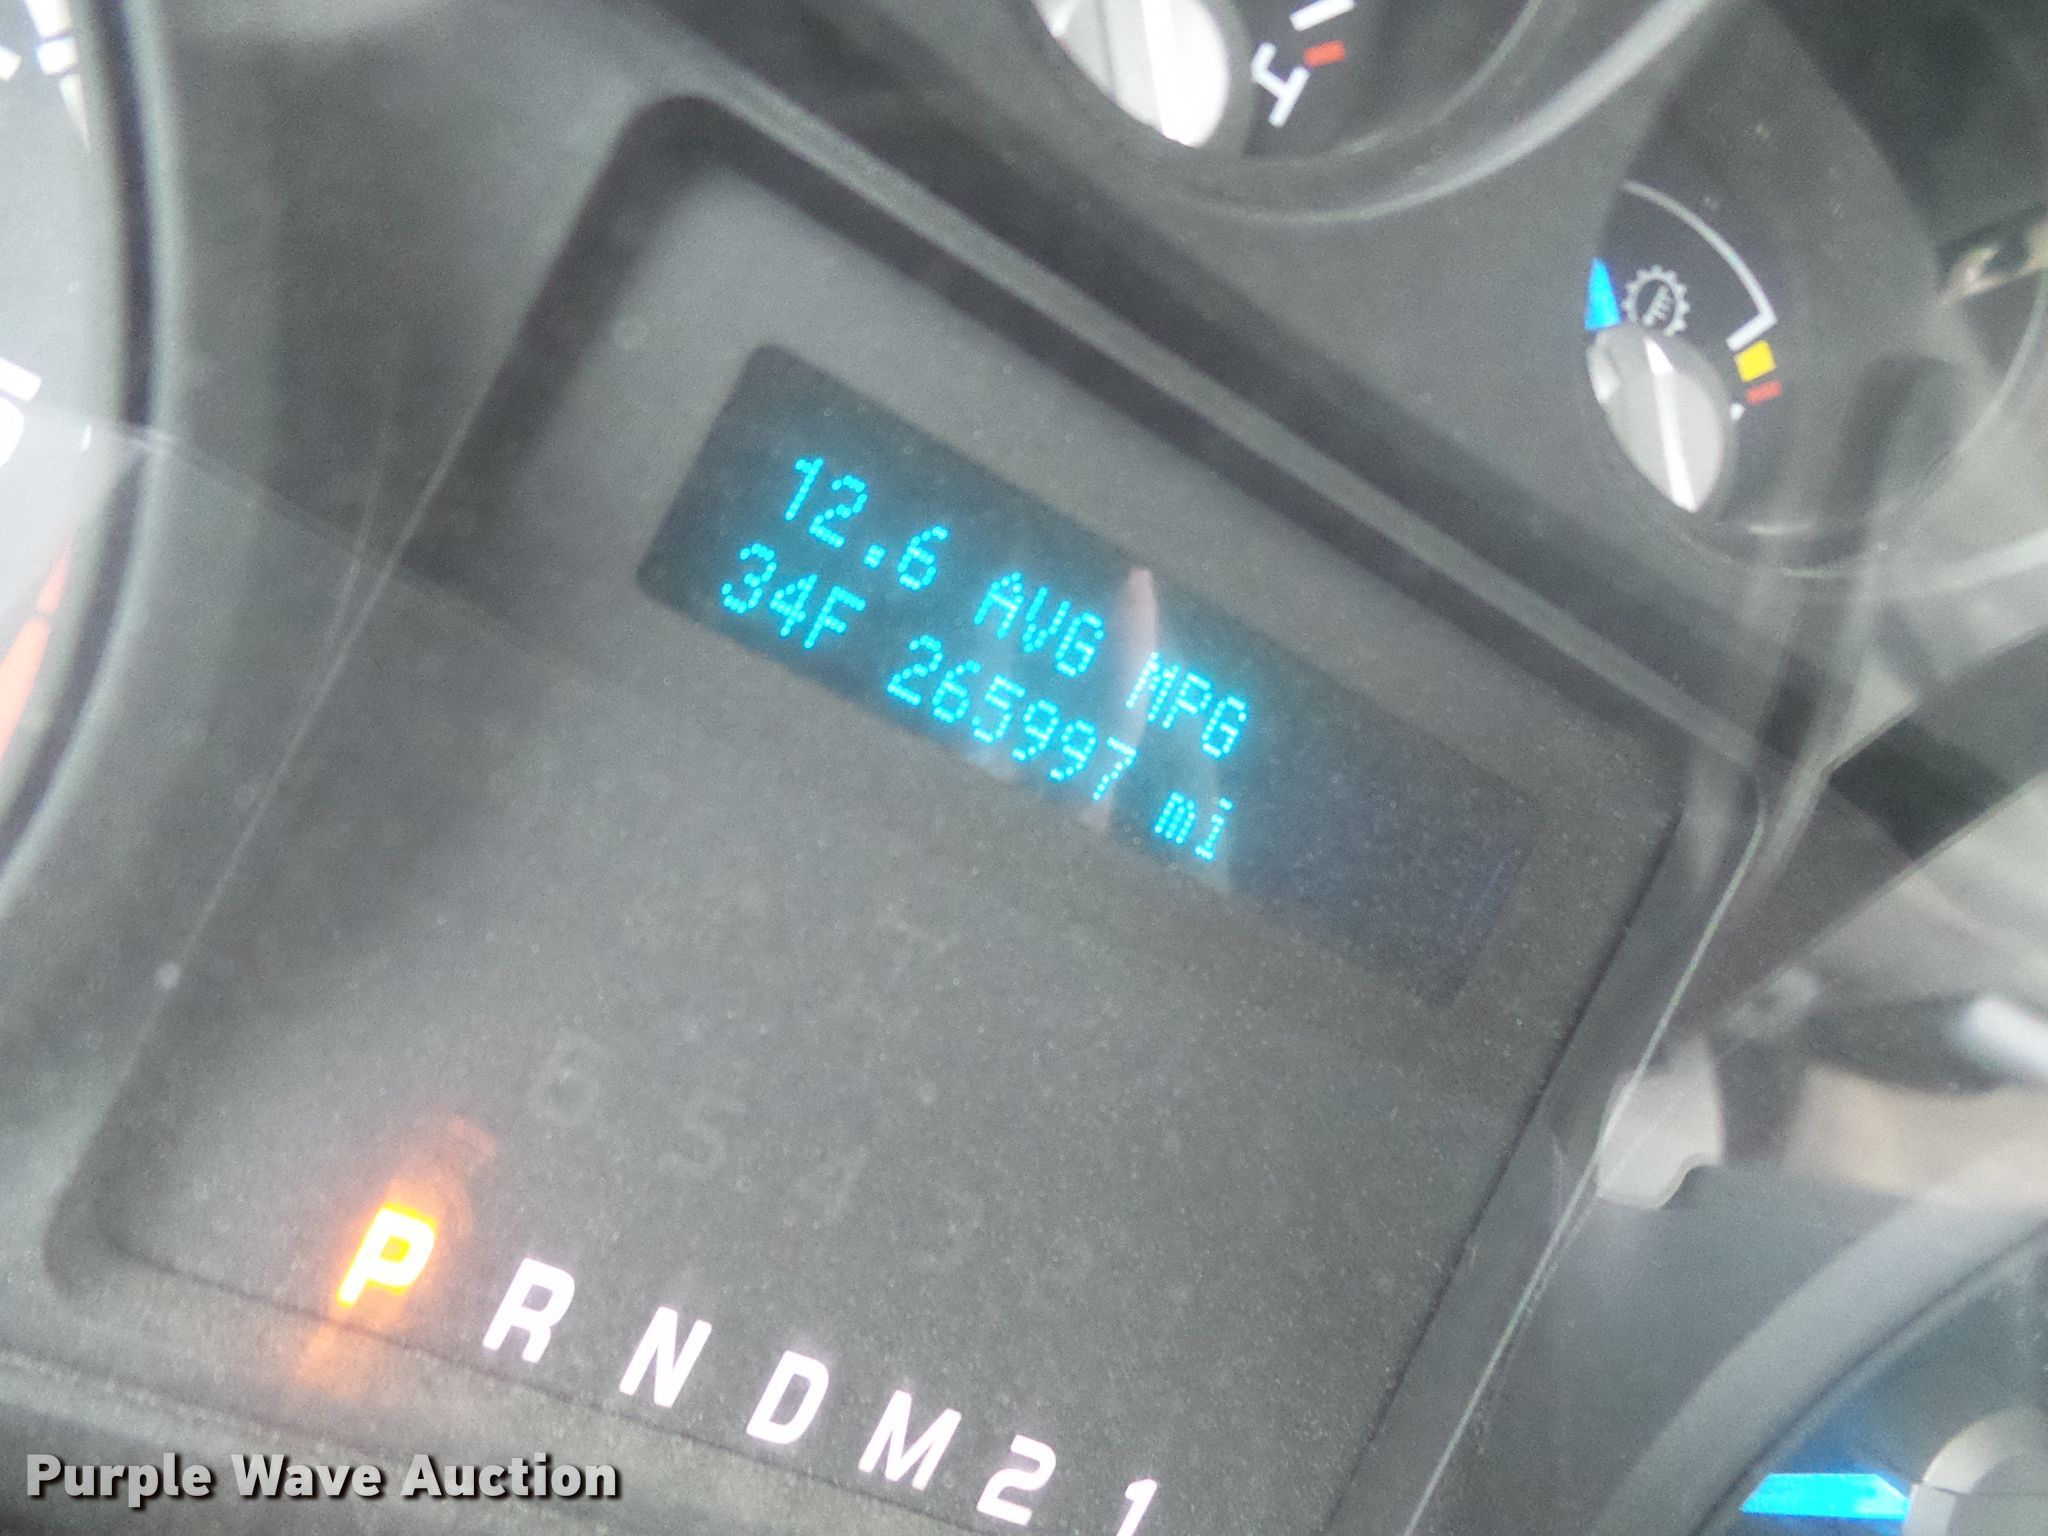 12.6 AVG MPG
34F 265997 mi
P R N D M 2 1
Purple Wave Auction